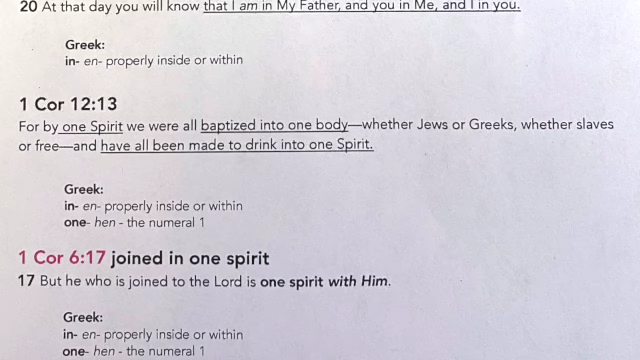 20 At that day you will know that I am in My Father, and you in Me, and I in you.
Greek:
in- en- properly inside or within
1 Cor 12:13
For by one Spirit we were all baptized into one body—whether Jews or Greeks, whether slaves
or free—and have all been made to drink into one Spirit.
Greek:
in- en- properly inside or within
one- hen - the numeral 1
1 Cor 6:17 joined in one spirit
17 But he who is joined to the Lord is one spirit with Him.
Greek:
in- en- properly inside or within
one- hen - the numeral 1